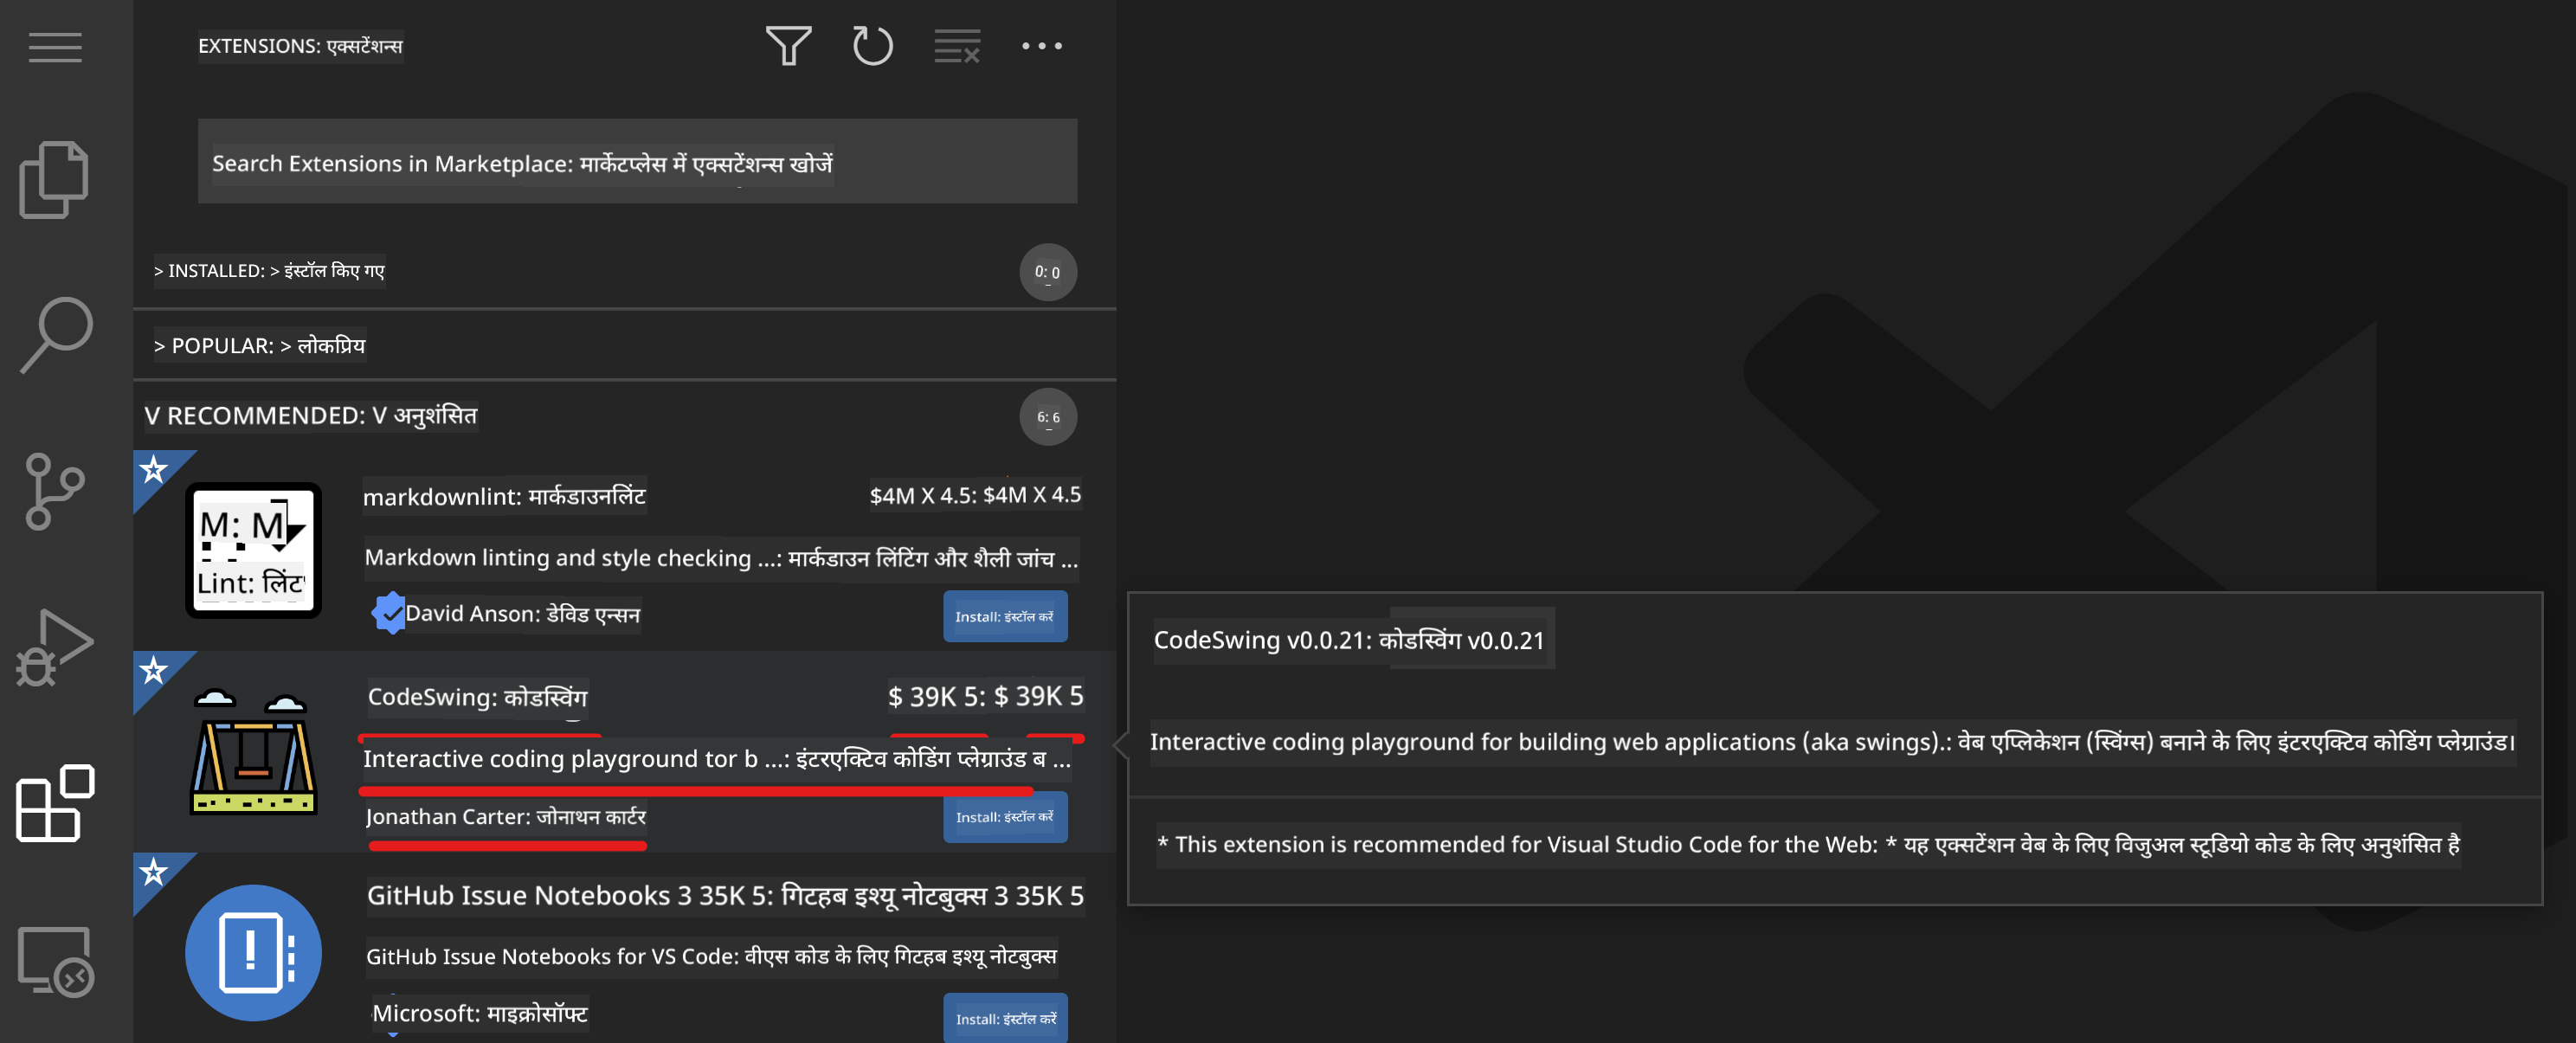 EXTENSIONS: एक्सटेंशन्स
Search Extensions in Marketplace: मार्केटप्लेस में एक्सटेंशन्स खोजें
> INSTALLED: > इंस्टॉल किए गए
0: 0
> POPULAR: > लोकप्रिय
V RECOMMENDED: V अनुशंसित
6: 6
M: M
Lint: लिंट
markdownlint: मार्कडाउनलिंट
$4M X 4.5: $4M X 4.5
Markdown linting and style checking ...: मार्कडाउन लिंटिंग और शैली जांच ...
David Anson: डेविड एन्सन
Install: इंस्टॉल करें
CodeSwing: कोडस्विंग
$ 39K 5: $ 39K 5
Interactive coding playground tor b ...: इंटरएक्टिव कोडिंग प्लेग्राउंड ब ...
Jonathan Carter: जोनाथन कार्टर
Install: इंस्टॉल करें
GitHub Issue Notebooks 3 35K 5: गिटहब इश्यू नोटबुक्स 3 35K 5
GitHub Issue Notebooks for VS Code: वीएस कोड के लिए गिटहब इश्यू नोटबुक्स
Microsoft: माइक्रोसॉफ्ट
Install: इंस्टॉल करें
CodeSwing v0.0.21: कोडस्विंग v0.0.21
Interactive coding playground for building web applications (aka swings).: वेब एप्लिकेशन (स्विंग्स) बनाने के लिए इंटरएक्टिव कोडिंग प्लेग्राउंड।
* This extension is recommended for Visual Studio Code for the Web: * यह एक्सटेंशन वेब के लिए विजुअल स्टूडियो कोड के लिए अनुशंसित है